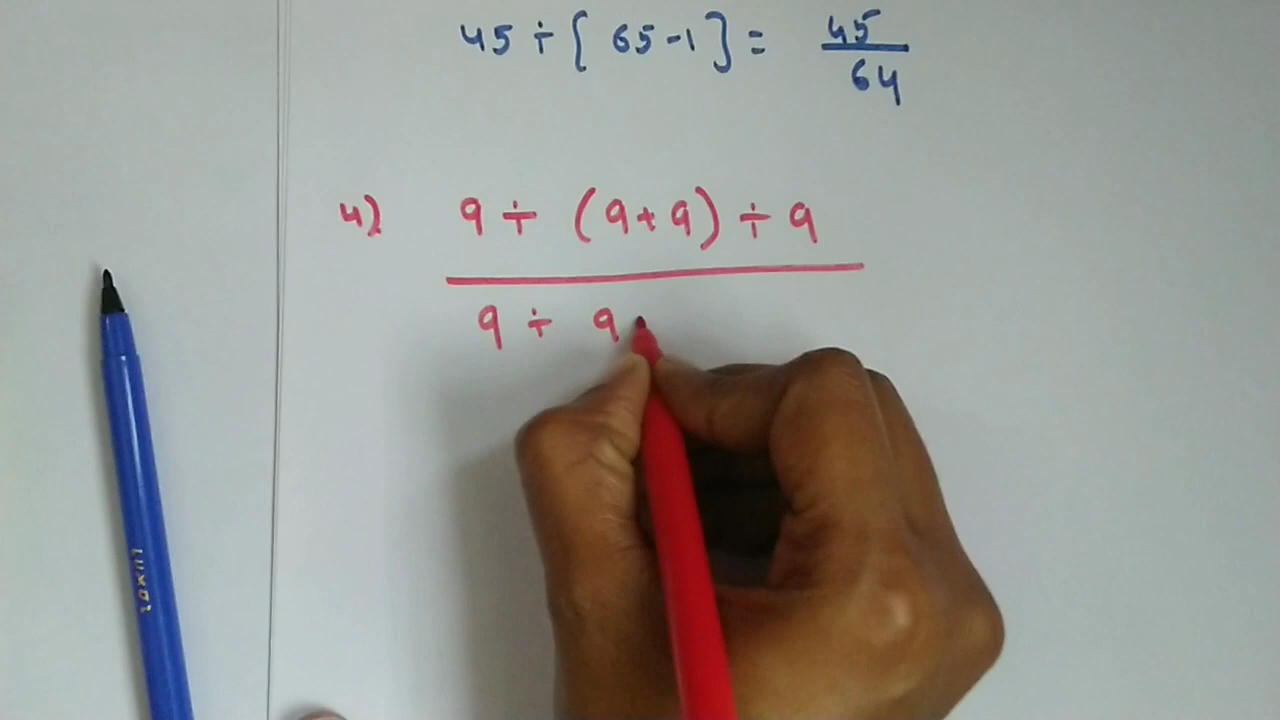 45 ÷ [ 65 - 1 ] = 45/64
4) 9 ÷ (9 + 9) ÷ 9
9 ÷ 9